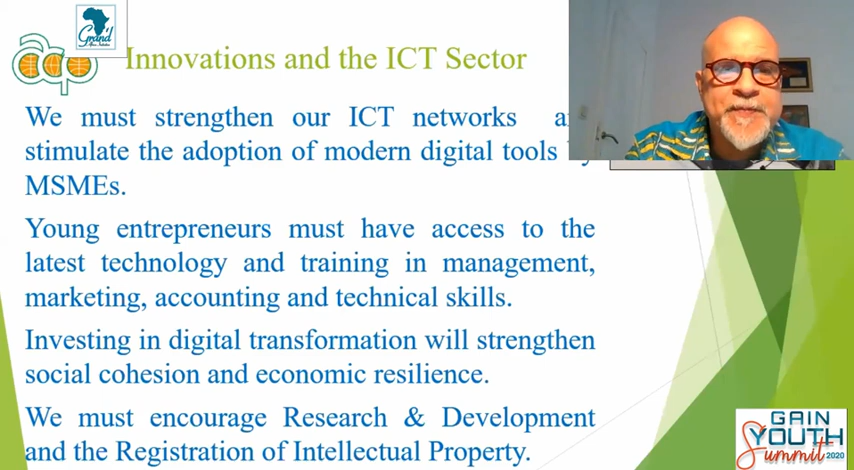 Grand
acp
Innovations and the ICT Sector
We must strengthen our ICT networks
stimulate the adoption of modern digital tools
MSMEs.
Young entrepreneurs must have access to the
latest technology and training in management,
marketing, accounting and technical skills.
Investing in digital transformation will strengthen
social cohesion and economic resilience.
We must encourage Research & Development
and the Registration of Intellectual Property.
GAIN
YOUTH
Summit 2020